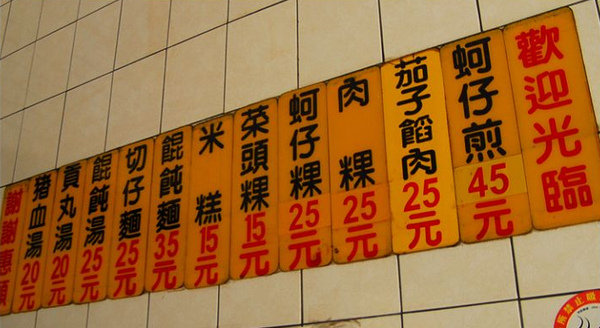 歡迎光臨
蚵仔煎45元
茄子餡肉25元
肉粿25元
蚵仔粿25元
菜頭粿15元
米糕15元
餛飩麵35元
切仔麵25元
餛飩湯25元
貢丸湯20元
豬血湯20元
謝謝惠顧